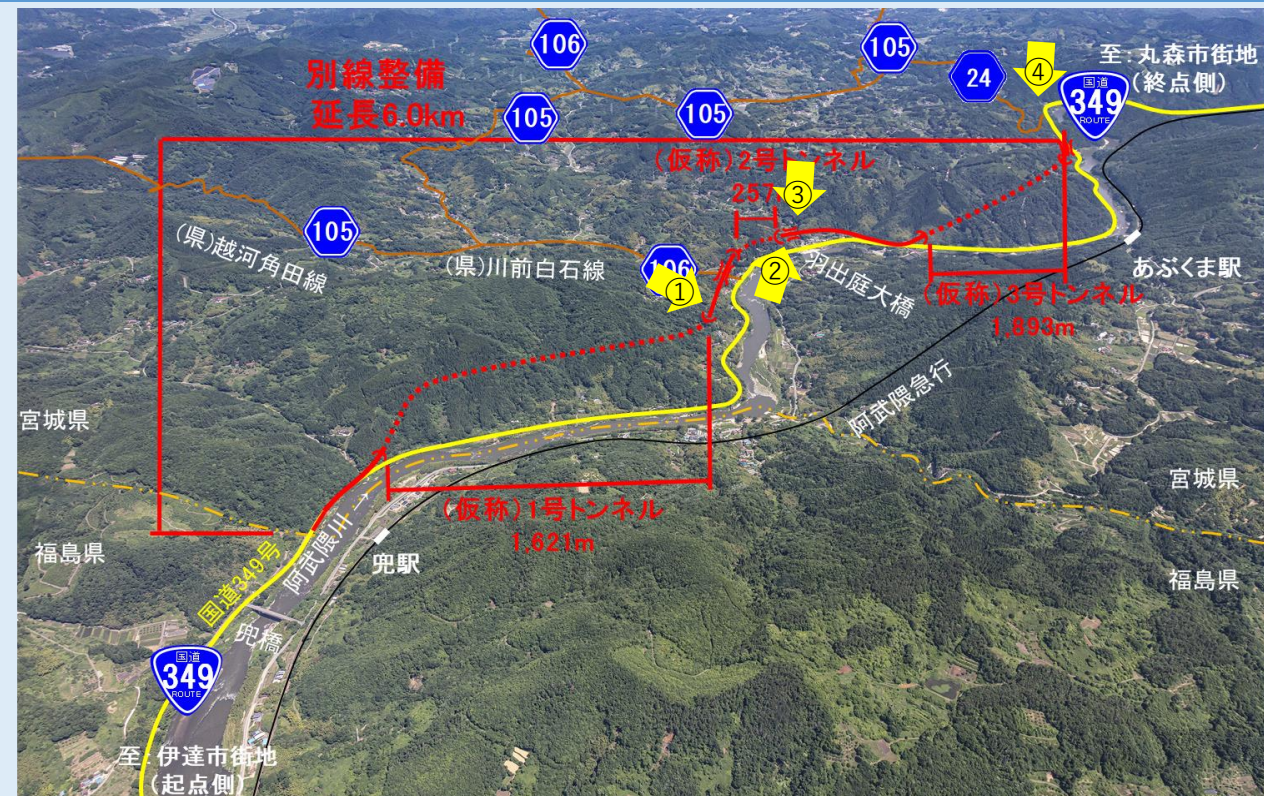 106
105
24
④
至:丸森市街地
(終点側)
国道
349
ROUTE
別線整備
延長6.0km
105
105
(仮称)2号トンネル
257
③
105
(県)越河角田線
(県)川前白石線
106
①
②
羽出庭大橋
あぶくま駅
(仮称)3号トンネル
1,893m
阿武隈急行
宮城県
宮城県
(仮称)1号トンネル
1,621m
福島県
国道349号
阿武隈川→
兜駅
福島県
兜橋
国道
349
ROUTE
至:伊達市街地
(起点側)